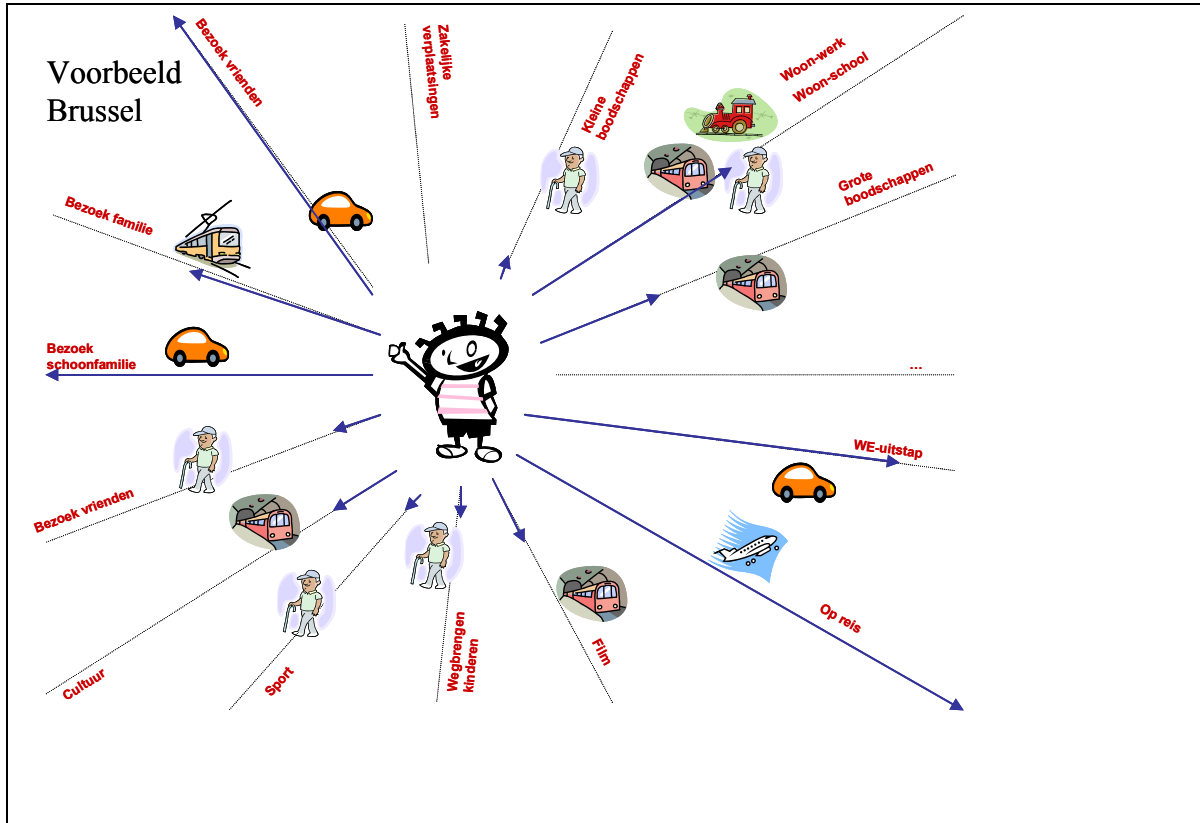 Voorbeeld
Brussel
Bezoek vrienden
Zakelijke
verplaatsingen
Kleine
boodschappen
Woon-werk
Woon-school
Grote
boodschappen
Bezoek familie
Bezoek
schoonfamilie
...
WE-uitstap
Bezoek vrienden
Op reis
Cultuur
Sport
Wegbrengen
kinderen
Film